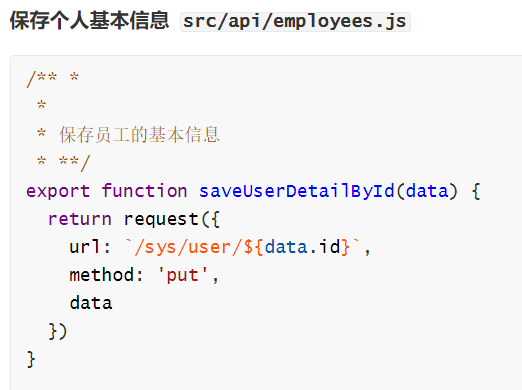 保存个人基本信息 src/api/employees.js
/** *
 *
 * 保存员工的基本信息
 * **/
export function saveUserDetailById(data) {
  return request({
    url: `/sys/user/${data.id}`,
    method: 'put',
    data
  })
}